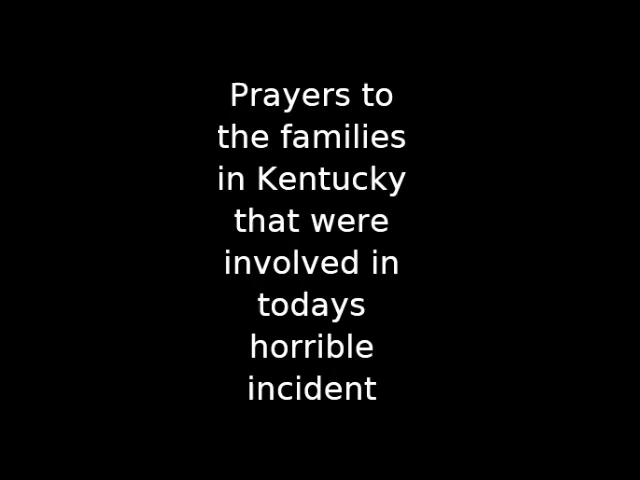 Prayers to
the families
in Kentucky
that were
involved in
todays
horrible
incident